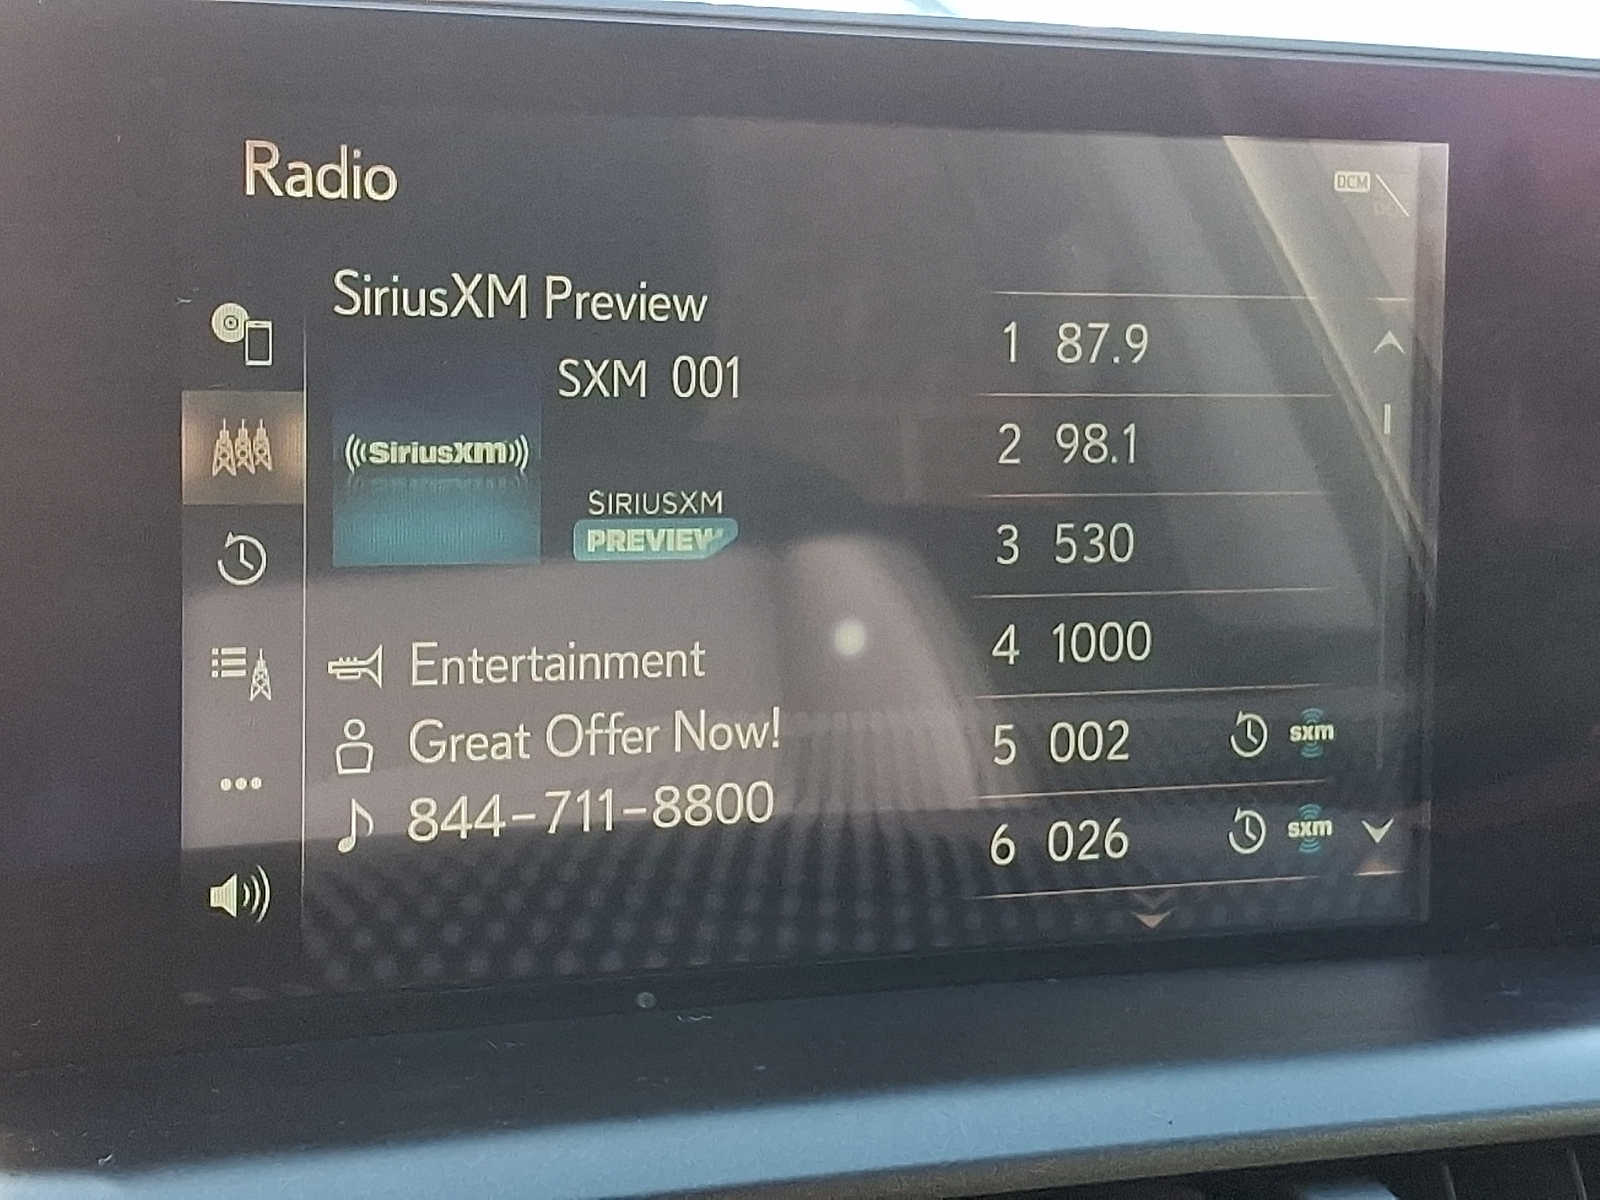 Radio
DCM
SiriusXM Preview
SXM 001
SiriusXM
SIRIUSXM
PREVIEW
Entertainment
Great Offer Now!
844-711-8800
1 87.9
2 98.1
3 530
4 1000
5 002 sxm
6 026 sxm